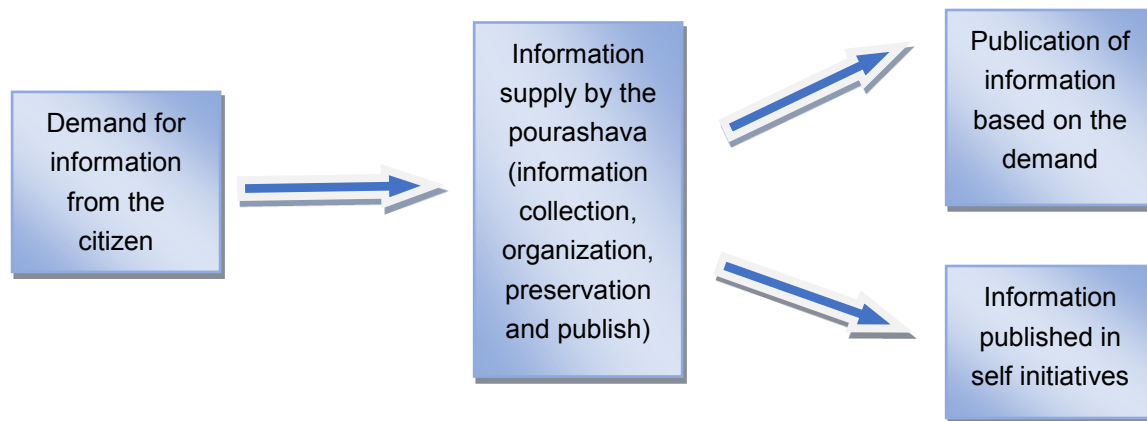 Demand for
information
from the
citizen
Information
supply by the
pourashava
(information
collection,
organization,
preservation
and publish)
Publication of
information
based on the
demand
Information
published in
self initiatives